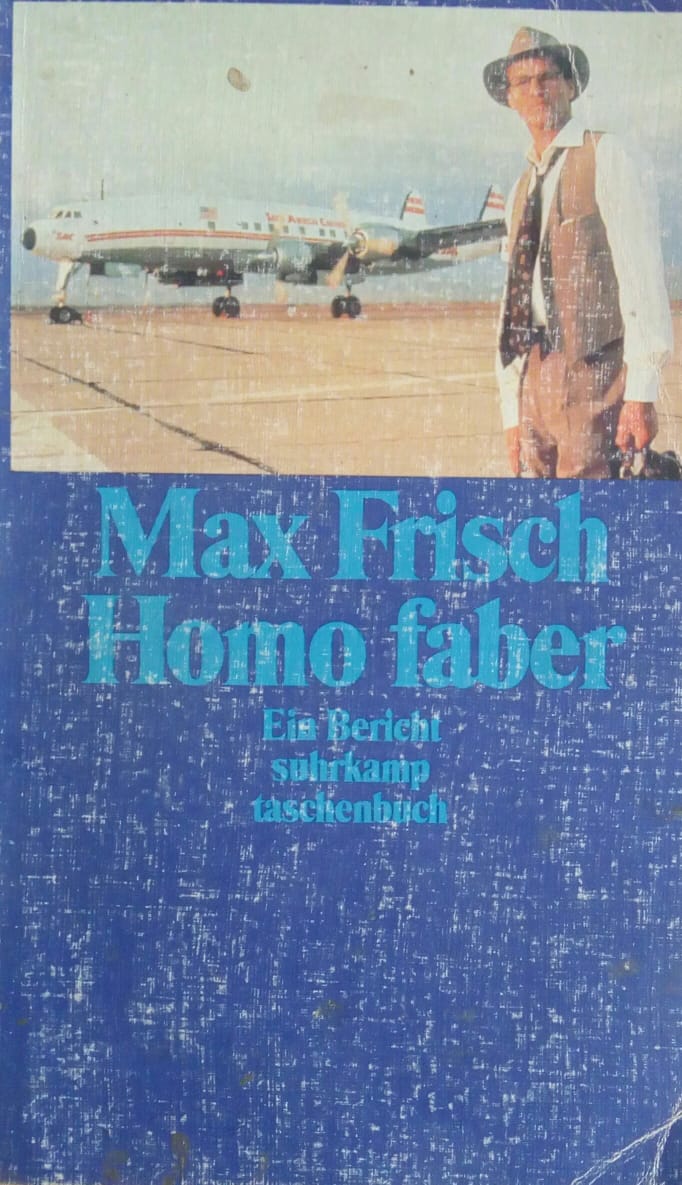 Max Frisch
Homo faber
Ein Bericht
suhrkamp
taschenbuch